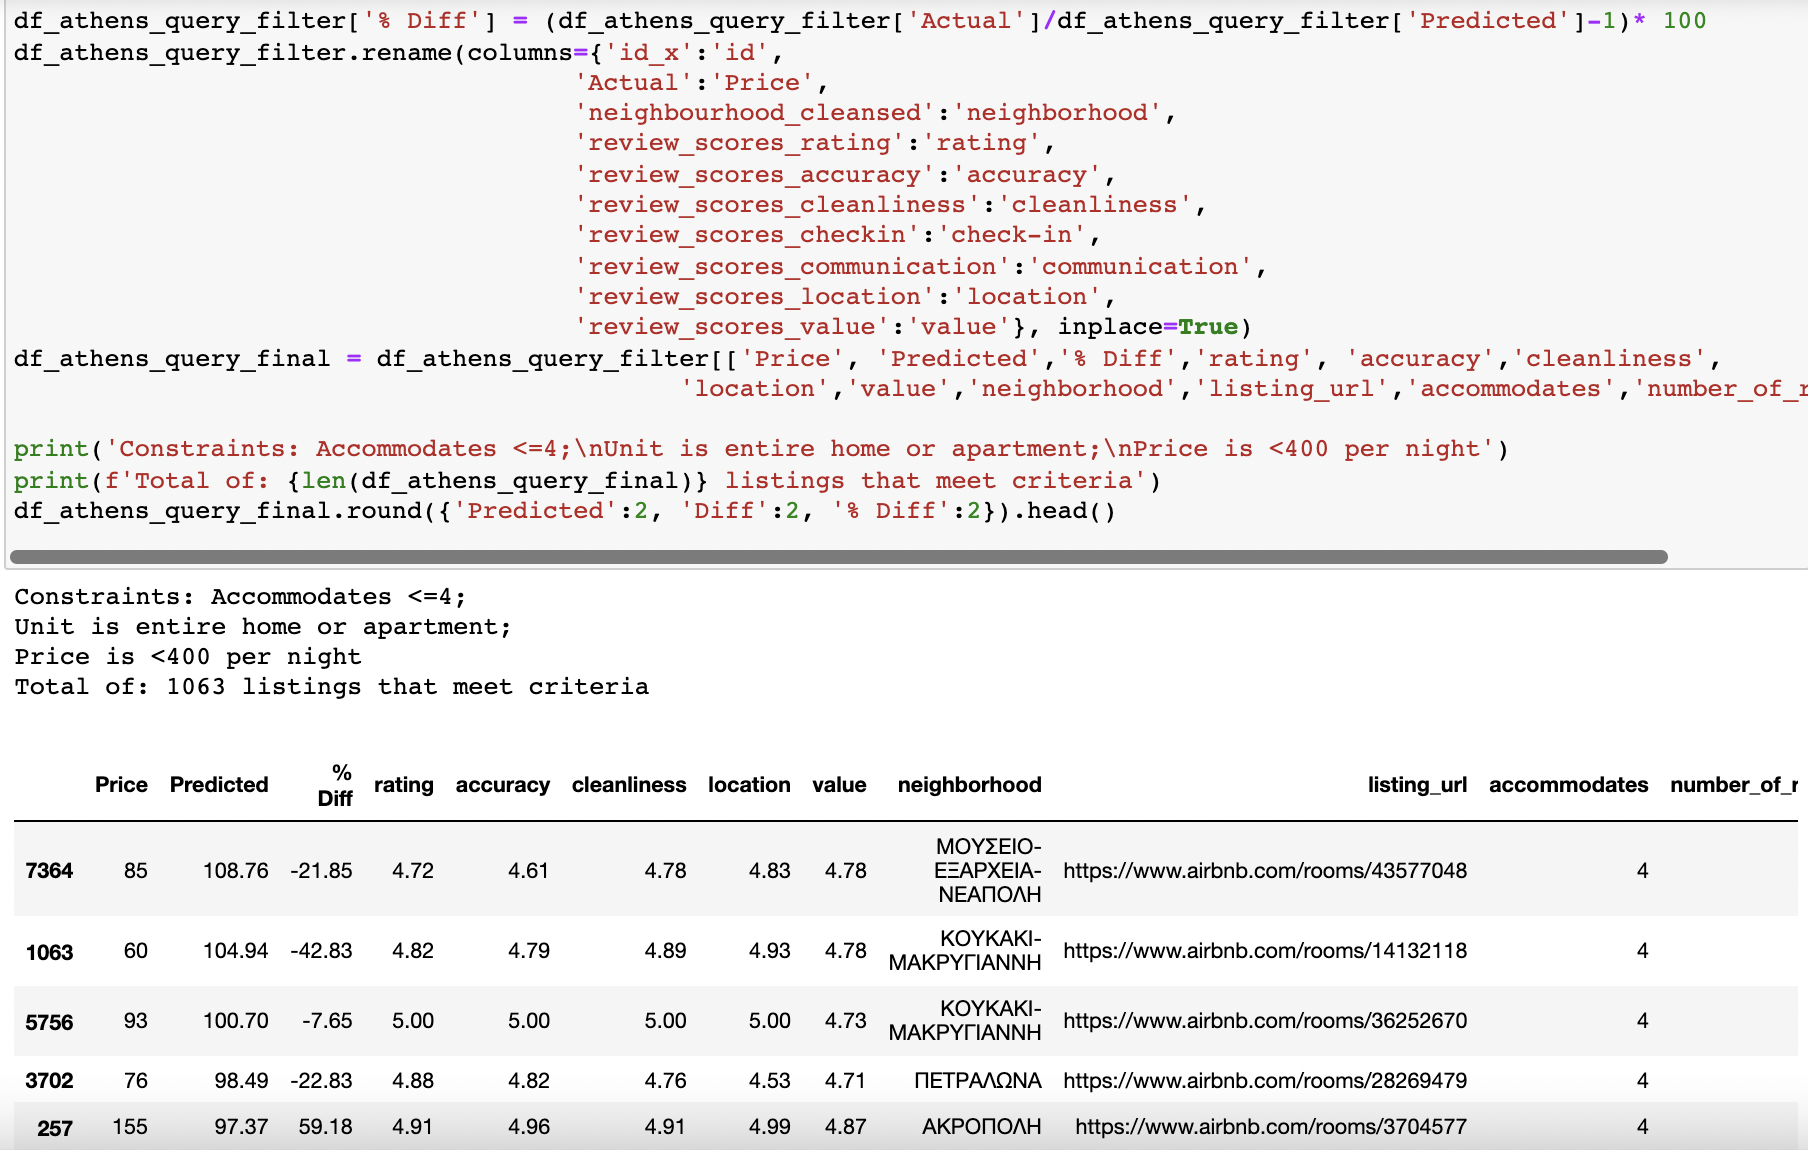 df_athens_query_filter['% Diff'] = (df_athens_query_filter['Actual']/df_athens_query_filter['Predicted']-1)* 100
df_athens_query_filter.rename(columns={'id_x':'id',
'Actual':'Price',
'neighbourhood_cleansed':'neighborhood',
'review_scores_rating':'rating',
'review_scores_accuracy':'accuracy',
'review_scores_cleanliness':'cleanliness',
'review_scores_checkin':'check-in',
'review_scores_communication':'communication',
'review_scores_location':'location',
'review_scores_value':'value'}, inplace=True)
df_athens_query_final = df_athens_query_filter[['Price', 'Predicted','% Diff','rating', 'accuracy','cleanliness',
'location','value','neighborhood','listing_url','accommodates','number_of_r
print('Constraints: Accommodates <=4;\nUnit is entire home or apartment;\nPrice is <400 per night')
print(f'Total of: {len(df_athens_query_final)} listings that meet criteria')
df_athens_query_final.round({'Predicted':2, 'Diff':2, '% Diff':2}).head()
Constraints: Accommodates <=4;
Unit is entire home or apartment;
Price is <400 per night
Total of: 1063 listings that meet criteria
Price Predicted % Diff rating accuracy cleanliness location value neighborhood listing_url accommodates number_of_r
7364 85 108.76 -21.85 4.72 4.61 4.78 4.83 4.78 ΜΟΥΣΕΙΟ-ΕΞΑΡΧΕΙΑ-ΝΕΑΠΟΛΗ https://www.airbnb.com/rooms/43577048 4
1063 60 104.94 -42.83 4.82 4.79 4.89 4.93 4.78 ΚΟΥΚΑΚΙ-ΜΑΚΡΥΓΙΑΝΝΗ https://www.airbnb.com/rooms/14132118 4
5756 93 100.70 -7.65 5.00 5.00 5.00 5.00 4.73 ΚΟΥΚΑΚΙ-ΜΑΚΡΥΓΙΑΝΝΗ https://www.airbnb.com/rooms/36252670 4
3702 76 98.49 -22.83 4.88 4.82 4.76 4.53 4.71 ΠΕΤΡΑΛΩΝΑ https://www.airbnb.com/rooms/28269479 4
257 155 97.37 59.18 4.91 4.96 4.91 4.99 4.87 ΑΚΡΟΠΟΛΗ https://www.airbnb.com/rooms/3704577 4